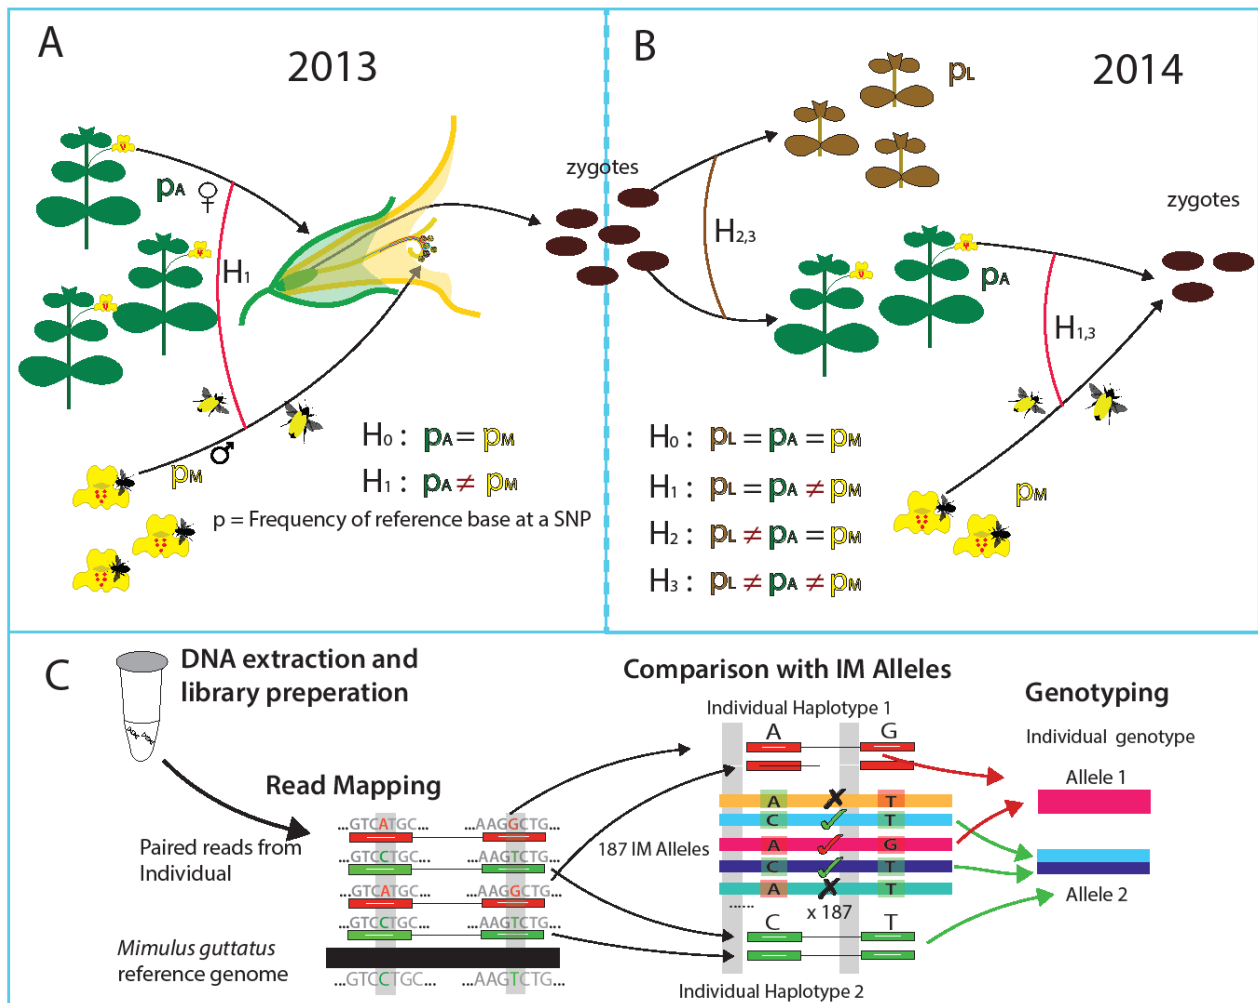 A
2013
pA ♀
H1
♂
pM
H0 : pA = pM
H1 : pA ≠ pM
p = Frequency of reference base at a SNP
zygotes
B
2014
pL
H2,3
pA
H1,3
zygotes
pM
H0 : pL = pA = pM
H1 : pL = pA ≠ pM
H2 : pL ≠ pA = pM
H3 : pL ≠ pA ≠ pM
C
DNA extraction and
library preperation
Read Mapping
Paired reads from
Individual
...GTCATGC... ...AAGGCTG...
...GTCCTGC... ...AAGTCTG...
...GTCATGC... ...AAGGCTG...
...GTCCTGC... ...AAGTCTG...
Mimulus guttatus
reference genome
...GTCCTGC... ...AAGTCTG...
Comparison with IM Alleles
Individual Haplotype 1
A G
187 IM Alleles
A T
C T
A G
C T
A T
...... x 187
C T
Individual Haplotype 2
Genotyping
Individual genotype
Allele 1
Allele 2